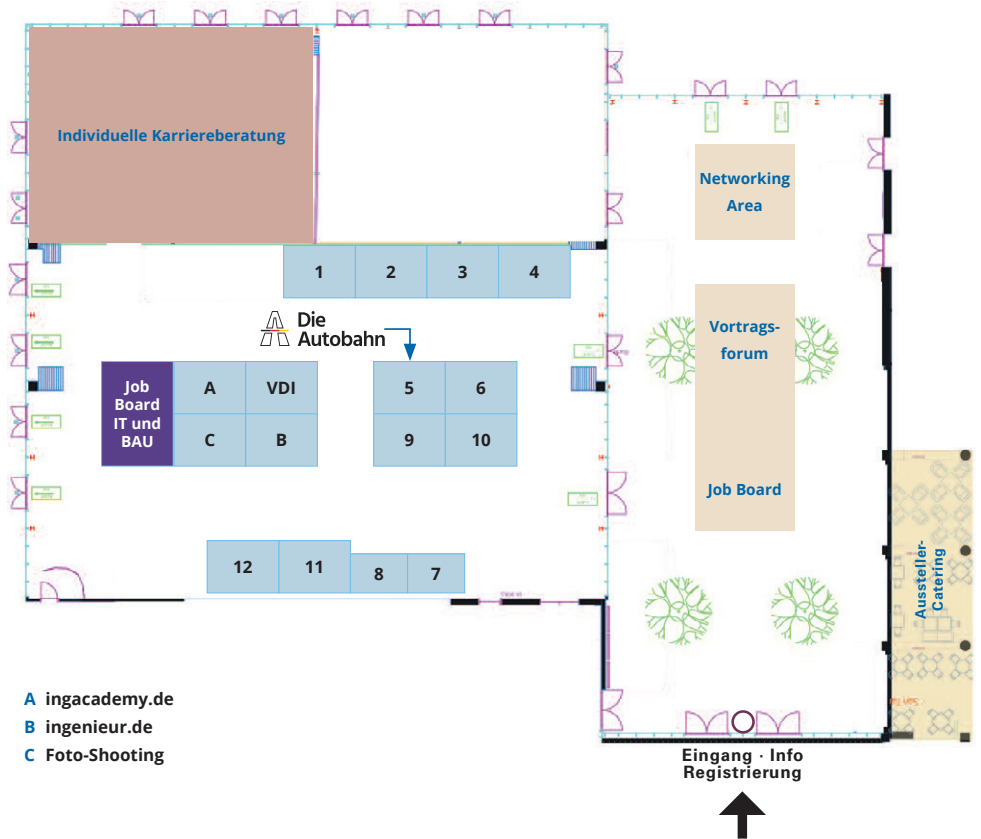 Individuelle Karriereberatung
Networking
Area
1
2
3
4
Die
Autobahn
Vortrags-
forum
Job
Board
IT und
BAU
A
VDI
C
B
5
6
9
10
Job Board
12
11
8
7
Aussteller-
Catering
A ingacademy.de
B ingenieur.de
C Foto-Shooting
Eingang · Info
Registrierung